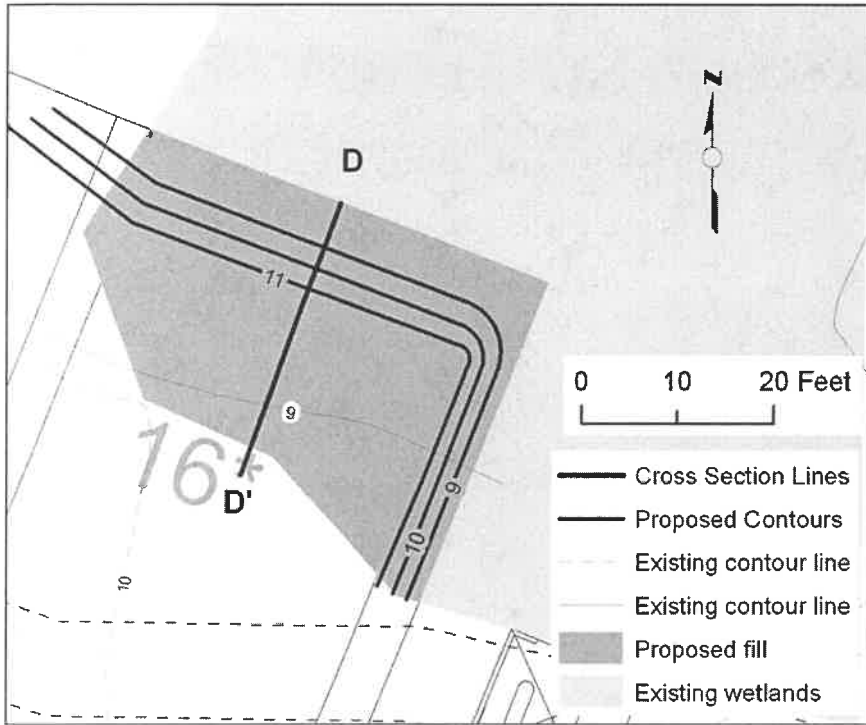 N
D
11
9
16*
D'
9
10
10
0 10 20 Feet
Cross Section Lines
Proposed Contours
Existing contour line
Existing contour line
Proposed fill
Existing wetlands